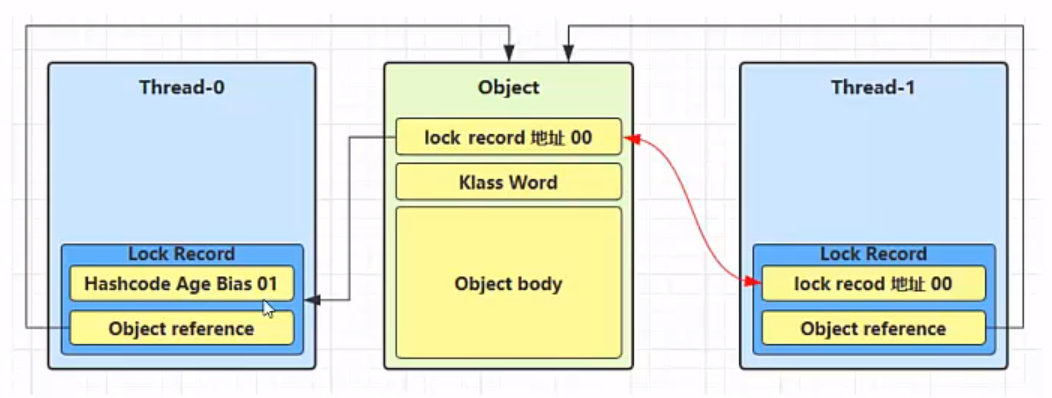 Thread-0
Lock Record
Hashcode Age Bias 01
Object reference
Object
lock record 地址 00
Klass Word
Object body
Thread-1
Lock Record
lock recod 地址 00
Object reference